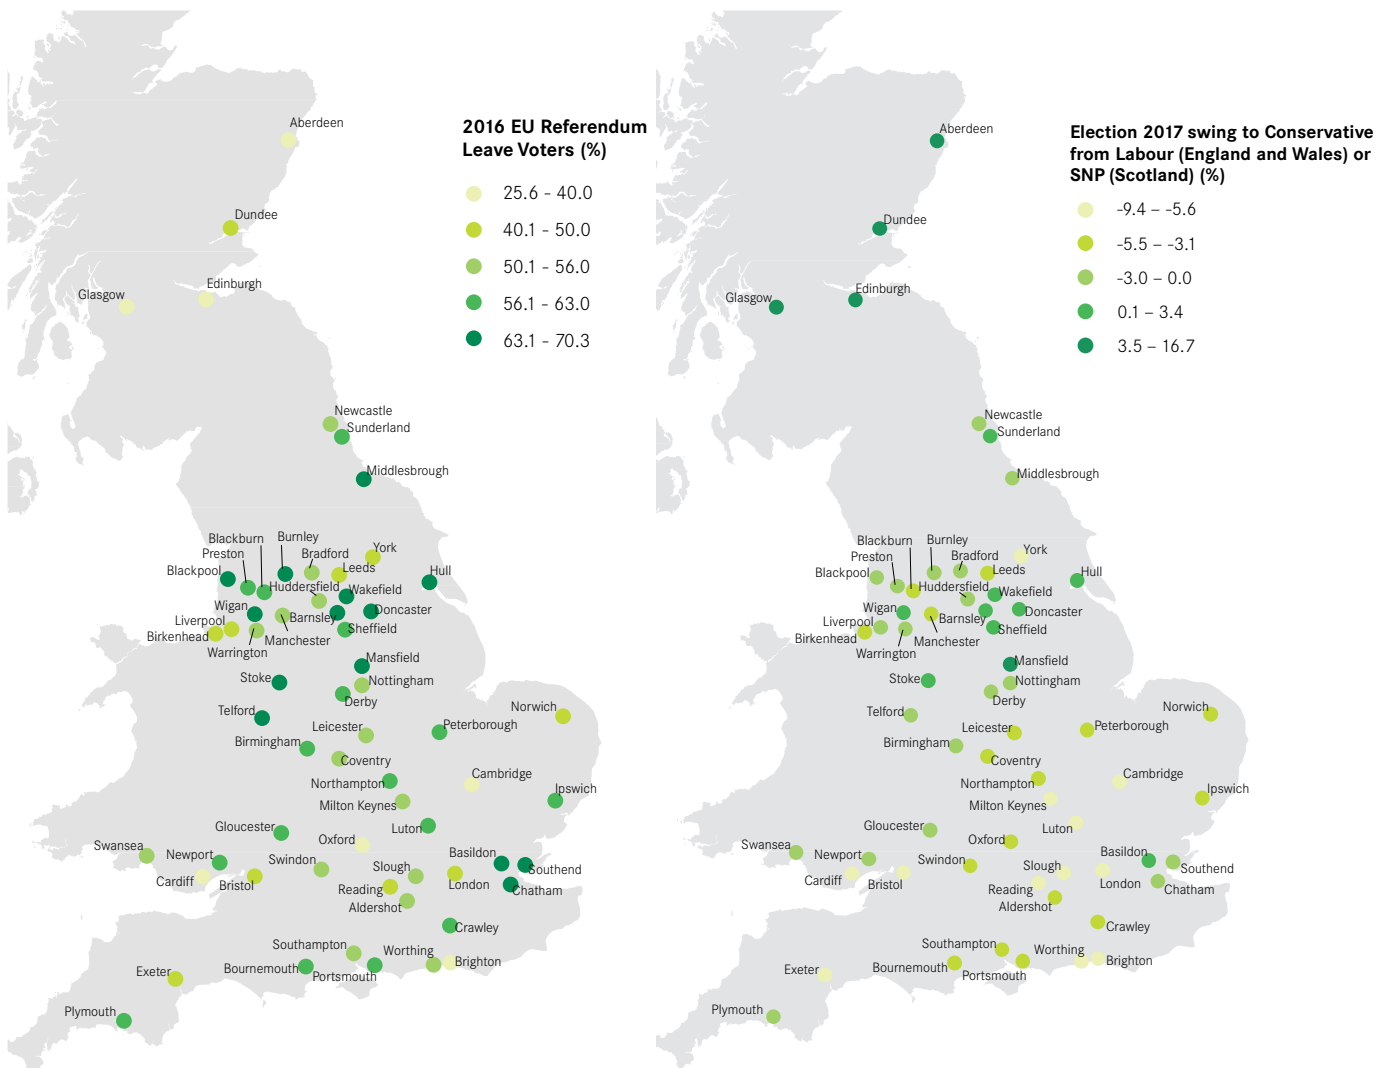 2016 EU Referendum
Leave Voters (%)
25.6 - 40.0
40.1 - 50.0
50.1 - 56.0
56.1 - 63.0
63.1 - 70.3
Aberdeen
Dundee
Edinburgh
Glasgow
Newcastle
Sunderland
Middlesbrough
Blackburn
Burnley
Preston
Bradford
York
Blackpool
Leeds
Hull
Huddersfield
Wakefield
Wigan
Doncaster
Liverpool
Barnsley
Birkenhead
Sheffield
Manchester
Warrington
Mansfield
Stoke
Nottingham
Derby
Telford
Norwich
Leicester
Peterborough
Birmingham
Coventry
Cambridge
Northampton
Ipswich
Milton Keynes
Gloucester
Luton
Oxford
Swansea
Newport
Swindon
Basildon
Slough
Southend
Cardiff
Bristol
Reading
London
Chatham
Aldershot
Crawley
Southampton
Worthing
Brighton
Bournemouth
Portsmouth
Exeter
Plymouth
Election 2017 swing to Conservative
from Labour (England and Wales) or
SNP (Scotland) (%)
-9.4 – -5.6
-5.5 – -3.1
-3.0 – 0.0
0.1 – 3.4
3.5 – 16.7
Aberdeen
Dundee
Edinburgh
Glasgow
Newcastle
Sunderland
Middlesbrough
Blackburn
Burnley
Preston
Bradford
York
Blackpool
Leeds
Hull
Huddersfield
Wakefield
Wigan
Doncaster
Liverpool
Barnsley
Birkenhead
Sheffield
Manchester
Warrington
Mansfield
Stoke
Nottingham
Derby
Telford
Norwich
Leicester
Peterborough
Birmingham
Coventry
Cambridge
Northampton
Ipswich
Milton Keynes
Gloucester
Luton
Oxford
Swansea
Newport
Swindon
Basildon
Slough
Southend
Cardiff
Bristol
Reading
London
Chatham
Aldershot
Crawley
Southampton
Worthing
Brighton
Bournemouth
Portsmouth
Exeter
Plymouth